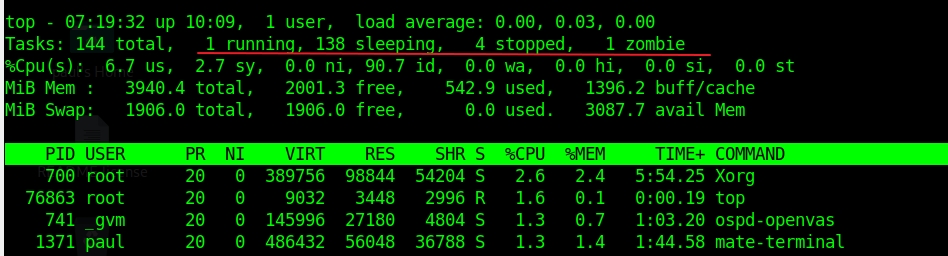 top - 07:19:32 up 10:09,  1 user,  load average: 0.00, 0.03, 0.00
Tasks: 144 total,   1 running, 138 sleeping,   4 stopped,   1 zombie
%Cpu(s):  6.7 us,  2.7 sy,  0.0 ni, 90.7 id,  0.0 wa,  0.0 hi,  0.0 si,  0.0 st
MiB Mem :   3940.4 total,   2001.3 free,    542.9 used,   1396.2 buff/cache
MiB Swap:   1906.0 total,   1906.0 free,      0.0 used.   3087.7 avail Mem
PID USER      PR  NI    VIRT    RES    SHR S  %CPU  %MEM     TIME+ COMMAND
700 root      20   0  389756  98844  54204 S   2.6   2.4   5:54.25 Xorg
76863 root      20   0    9032   3448   2996 R   1.6   0.1   0:00.19 top
741 _gvm      20   0  145996  27180   4804 S   1.3   0.7   1:03.20 ospd-openvas
1371 paul      20   0  486432  56048  36788 S   1.3   1.4   1:44.58 mate-terminal